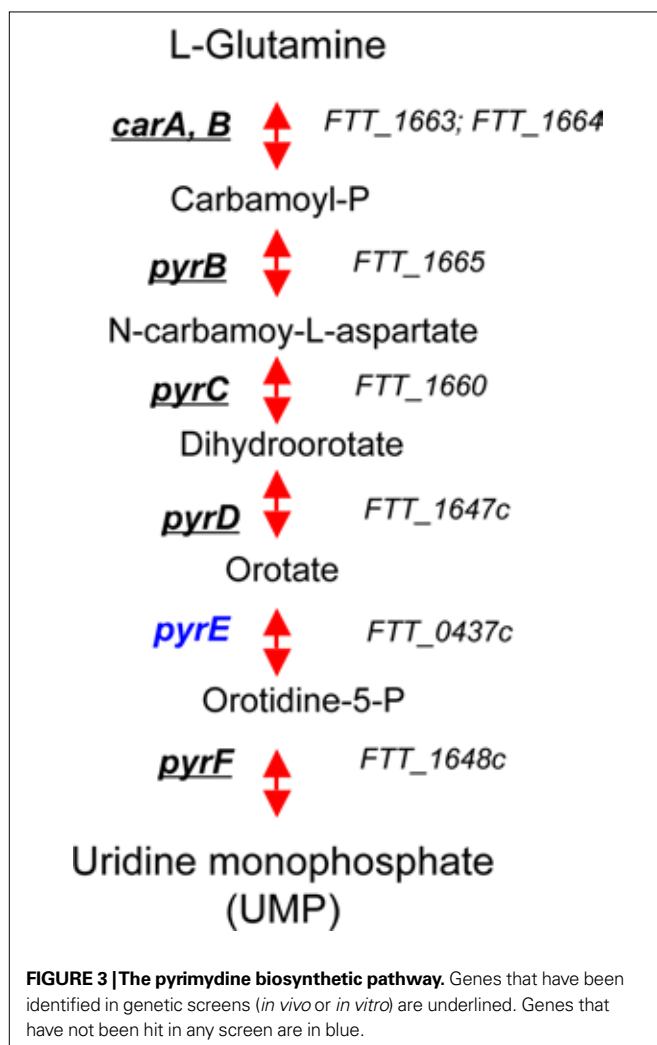 L-Glutamine
carA, B FTT_1663; FTT_1664
Carbamoyl-P
pyrB FTT_1665
N-carbamoy-L-aspartate
pyrC FTT_1660
Dihydroorotate
pyrD FTT_1647c
Orotate
pyrE FTT_0437c
Orotidine-5-P
pyrF FTT_1648c
Uridine monophosphate
(UMP)
FIGURE 3 | The pyrimydine biosynthetic pathway. Genes that have been
identified in genetic screens (in vivo or in vitro) are underlined. Genes that
have not been hit in any screen are in blue.